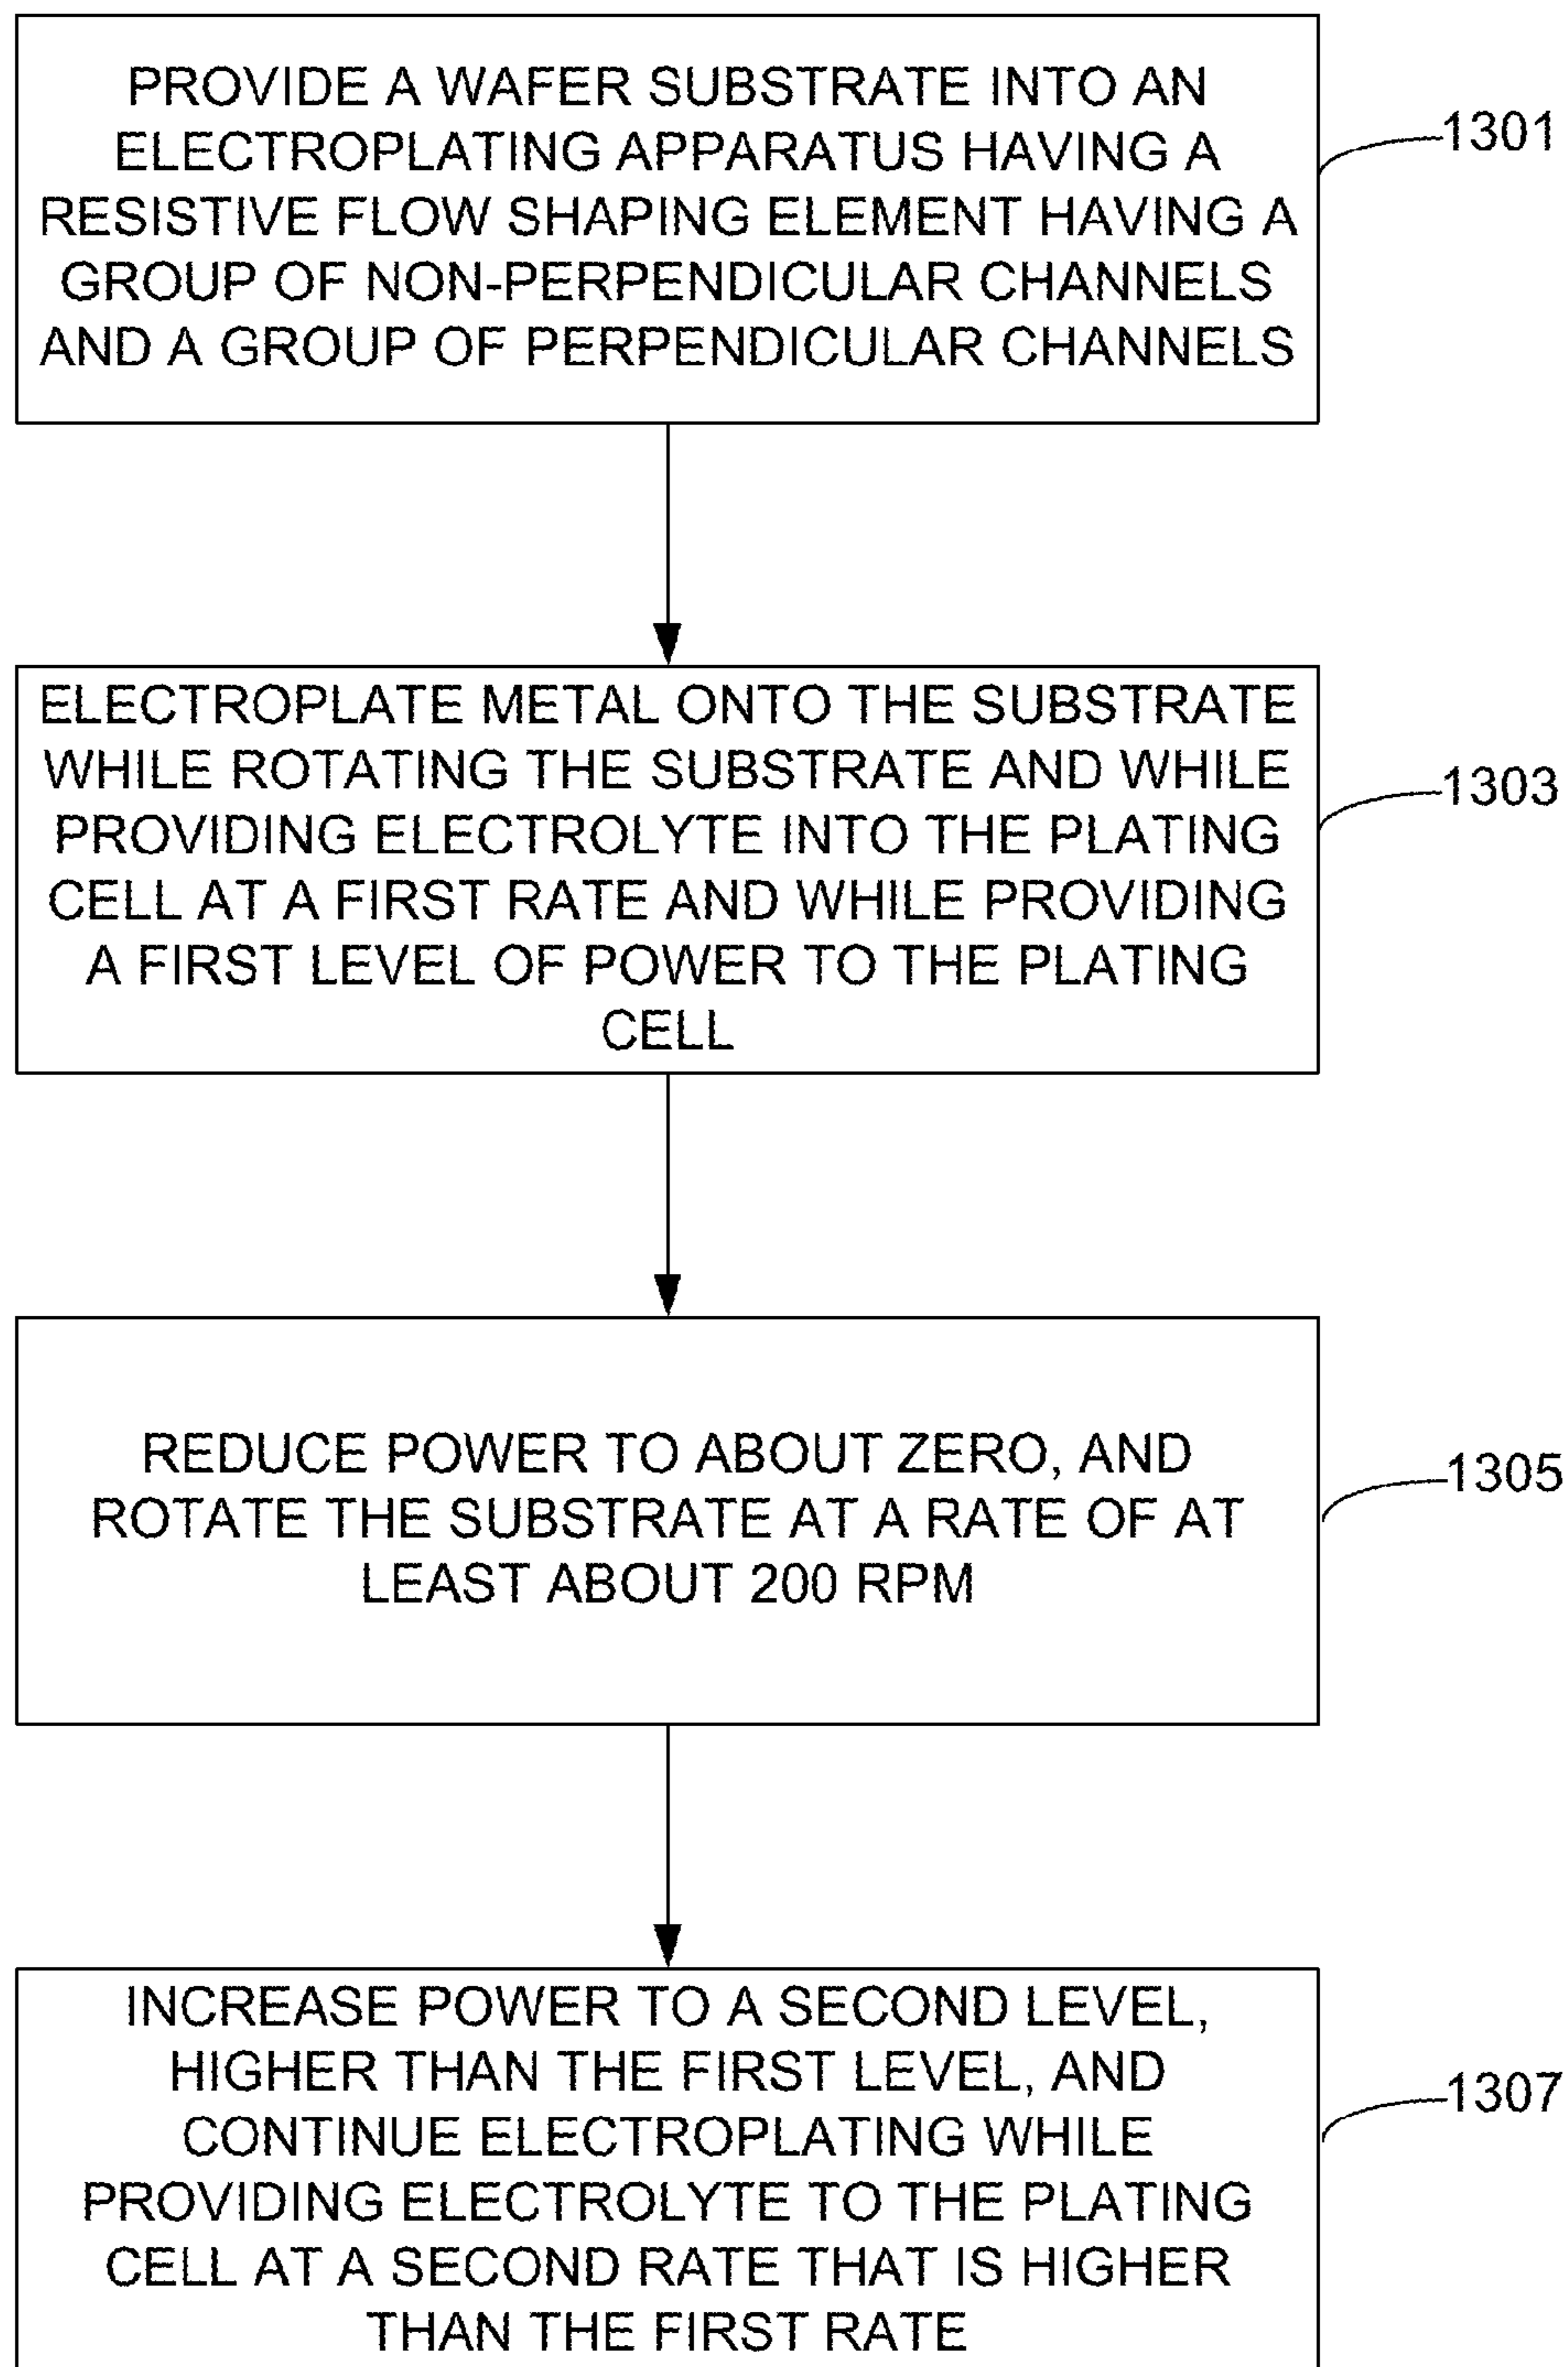 PROVIDE A WAFER SUBSTRATE INTO AN
ELECTROPLATING APPARATUS HAVING A
RESISTIVE FLOW SHAPING ELEMENT HAVING A
GROUP OF NON-PERPENDICULAR CHANNELS
AND A GROUP OF PERPENDICULAR CHANNELS
1301
ELECTROPLATE METAL ONTO THE SUBSTRATE
WHILE ROTATING THE SUBSTRATE AND WHILE
PROVIDING ELECTROLYTE INTO THE PLATING
CELL AT A FIRST RATE AND WHILE PROVIDING
A FIRST LEVEL OF POWER TO THE PLATING
CELL
1303
REDUCE POWER TO ABOUT ZERO, AND
ROTATE THE SUBSTRATE AT A RATE OF AT
LEAST ABOUT 200 RPM
1305
INCREASE POWER TO A SECOND LEVEL,
HIGHER THAN THE FIRST LEVEL, AND
CONTINUE ELECTROPLATING WHILE
PROVIDING ELECTROLYTE TO THE PLATING
CELL AT A SECOND RATE THAT IS HIGHER
THAN THE FIRST RATE
1307